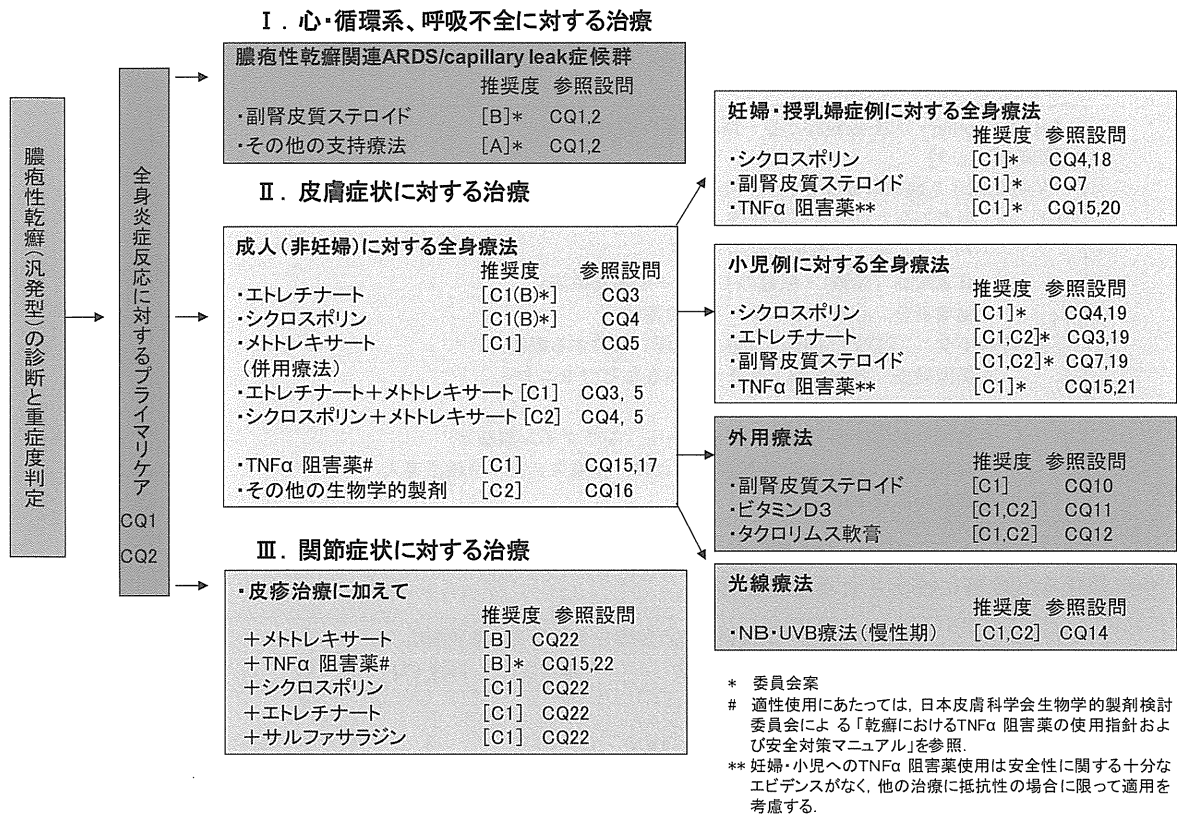 膿疱性乾癬(汎発型)の診断と重症度判定
全身炎症反応に対するプライマリケア
CQ1
CQ2
Ⅰ．心・循環系、呼吸不全に対する治療
膿疱性乾癬関連ARDS/capillary leak症候群
推奨度 参照設問
・副腎皮質ステロイド [B]* CQ1,2
・その他の支持療法 [A]* CQ1,2
Ⅱ．皮膚症状に対する治療
成人(非妊婦)に対する全身療法
推奨度 参照設問
・エトレチナート [C1(B)*] CQ3
・シクロスポリン [C1(B)*] CQ4
・メトトレキサート [C1] CQ5
(併用療法)
・エトレチナート＋メトトレキサート [C1] CQ3, 5
・シクロスポリン＋メトトレキサート [C2] CQ4, 5
・TNFα 阻害薬# [C1] CQ15,17
・その他の生物学的製剤 [C2] CQ16
Ⅲ．関節症状に対する治療
・皮疹治療に加えて
推奨度 参照設問
＋メトトレキサート [B] CQ22
＋TNFα 阻害薬# [B]* CQ15,22
＋シクロスポリン [C1] CQ22
＋エトレチナート [C1] CQ22
＋サルファサラジン [C1] CQ22
妊婦・授乳婦症例に対する全身療法
推奨度 参照設問
・シクロスポリン [C1]* CQ4,18
・副腎皮質ステロイド [C1]* CQ7
・TNFα 阻害薬** [C1]* CQ15,20
小児例に対する全身療法
推奨度 参照設問
・シクロスポリン [C1]* CQ4,19
・エトレチナート [C1,C2]* CQ3,19
・副腎皮質ステロイド [C1,C2]* CQ7,19
・TNFα 阻害薬** [C1]* CQ15,21
外用療法
推奨度 参照設問
・副腎皮質ステロイド [C1] CQ10
・ビタミンD3 [C1,C2] CQ11
・タクロリムス軟膏 [C1,C2] CQ12
光線療法
推奨度 参照設問
・NB・UVB療法(慢性期) [C1,C2] CQ14
* 委員会案
# 適性使用にあたっては，日本皮膚科学会生物学的製剤検討
委員会によ る「乾癬におけるTNFα 阻害薬の使用指針およ
び安全対策マニュアル」を参照．
** 妊婦・小児へのTNFα 阻害薬使用は安全性に関する十分な
エビデンスがなく，他の治療に抵抗性の場合に限って適用を
考慮する．